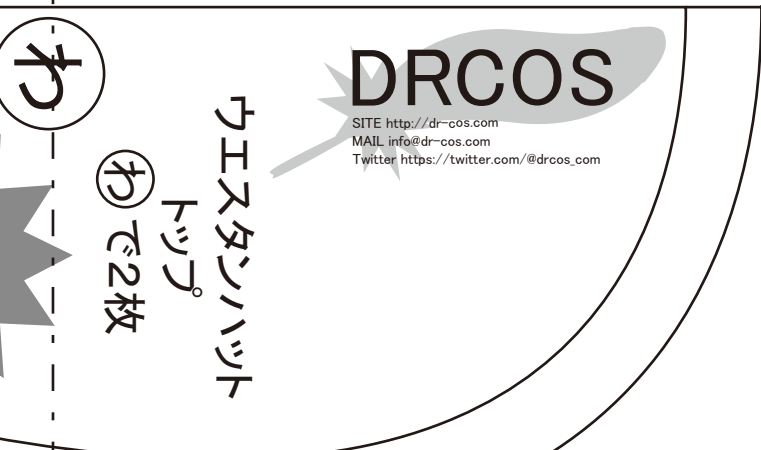 わ
DRCOS
SITE http://dr-cos.com
MAIL info@dr-cos.com
Twitter https://twitter.com/@drcos_com
ウエスタンハット
トップ
わで2枚